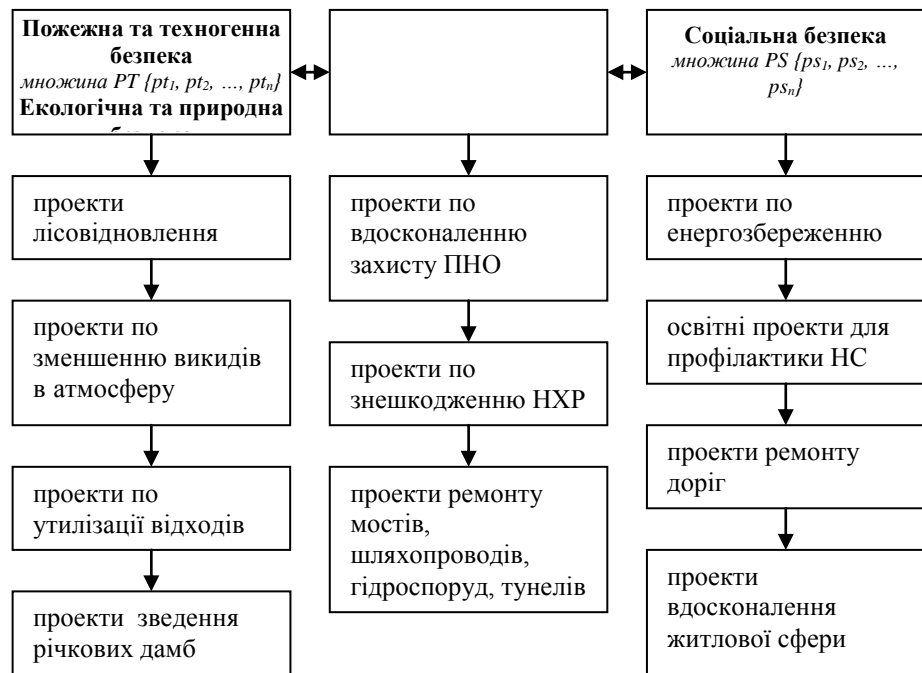 Пожежна та техногенна
безпека
множина PT {pt1, pt2, …, ptn}
Екологічна та природна
проекти
лісовідновлення
проекти по
зменшенню викидів
в атмосферу
проекти по
утилізації відходів
проекти зведення
річкових дамб
проекти по
вдосконаленню
захисту ПНО
проекти по
знешкодженню НХР
проекти ремонту
мостів,
шляхопроводів,
гідроспоруд, тунелів
Соціальна безпека
множина PS {ps1, ps2, …,
psn}
проекти по
енергозбереженню
освітні проекти для
профілактики НС
проекти ремонту
доріг
проекти
вдосконалення
житлової сфери